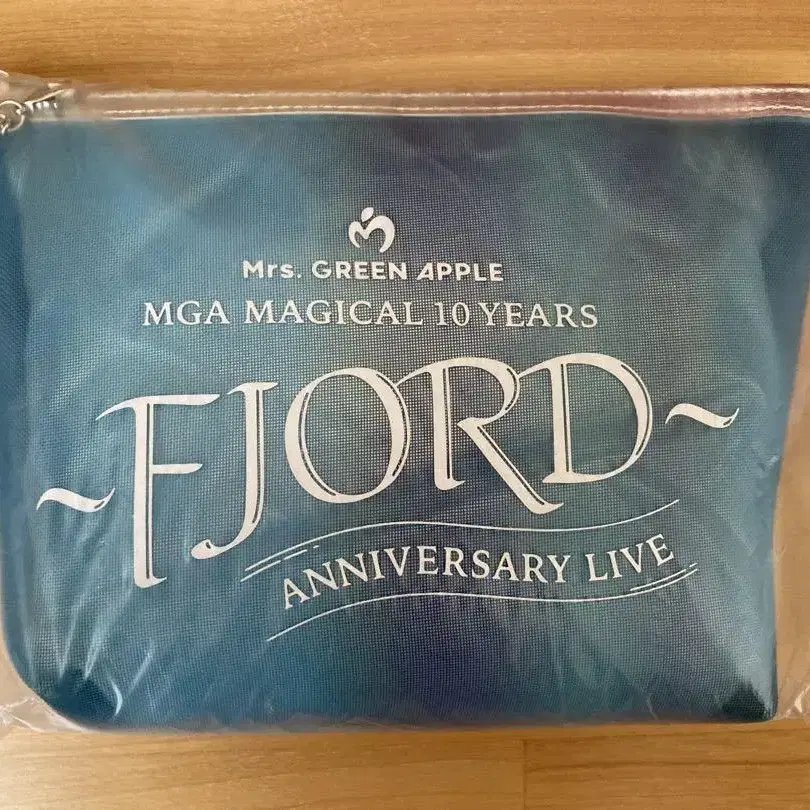 Mrs. GREEN APPLE
MGA MAGICAL 10 YEARS
~FJORD~
ANNIVERSARY LIVE